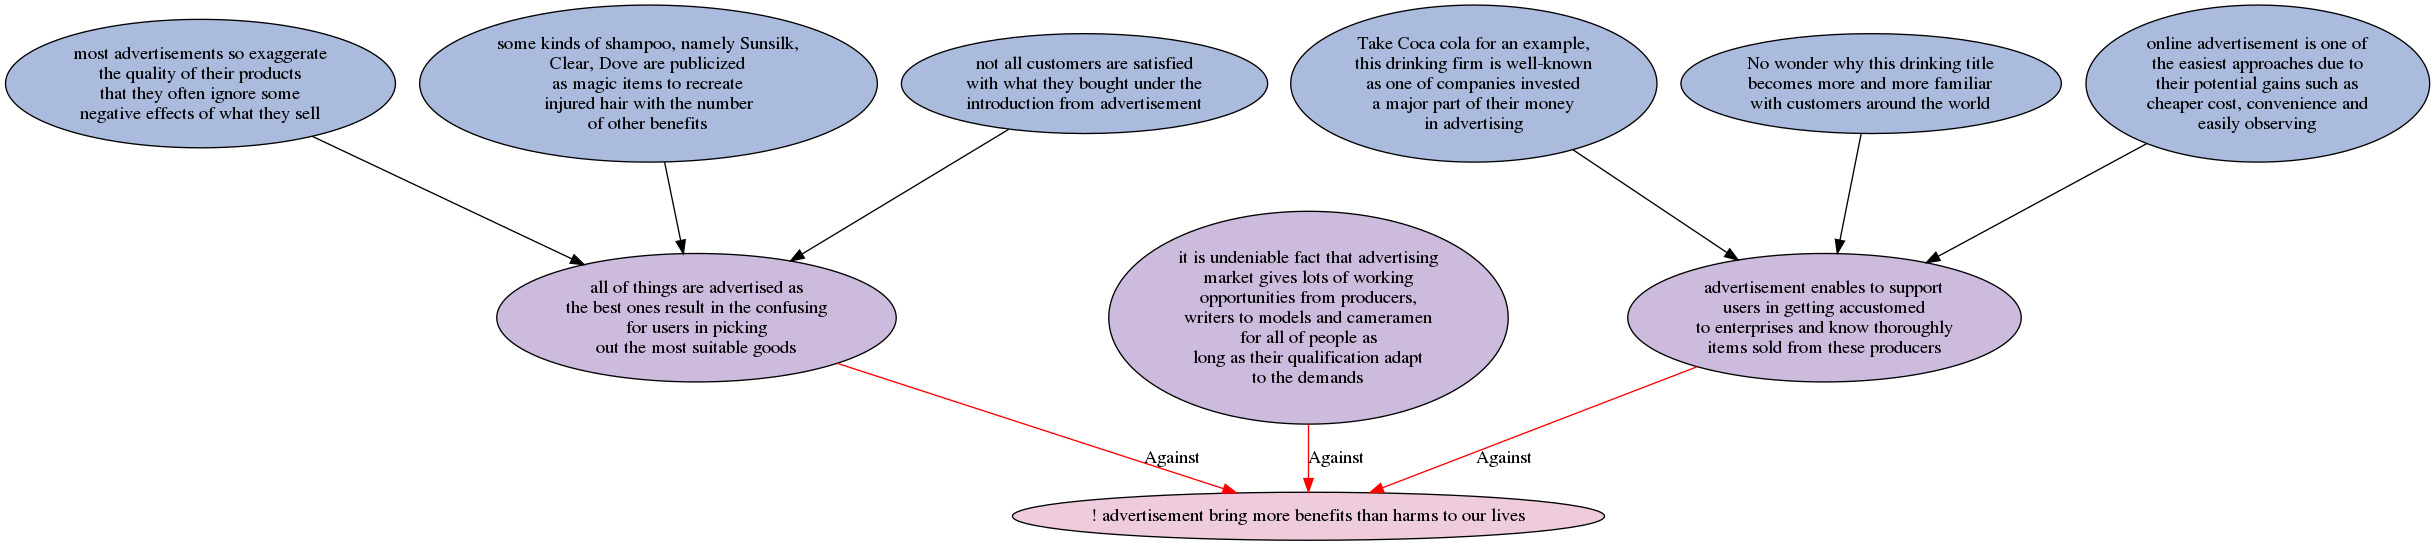 most advertisements so exaggerate
the quality of their products
that they often ignore some
negative effects of what they sell
some kinds of shampoo, namely Sunsilk,
Clear, Dove are publicized
as magic items to recreate
injured hair with the number
of other benefits
not all customers are satisfied
with what they bought under the
introduction from advertisement
Take Coca cola for an example,
this drinking firm is well-known
as one of companies invested
a major part of their money
in advertising
No wonder why this drinking title
becomes more and more familiar
with customers around the world
online advertisement is one of
the easiest approaches due to
their potential gains such as
cheaper cost, convenience and
easily observing
all of things are advertised as
the best ones result in the confusing
for users in picking
out the most suitable goods
it is undeniable fact that advertising
market gives lots of working
opportunities from producers,
writers to models and cameramen
for all of people as
long as their qualification adapt
to the demands
advertisement enables to support
users in getting accustomed
to enterprises and know thoroughly
items sold from these producers
Against
Against
Against
! advertisement bring more benefits than harms to our lives